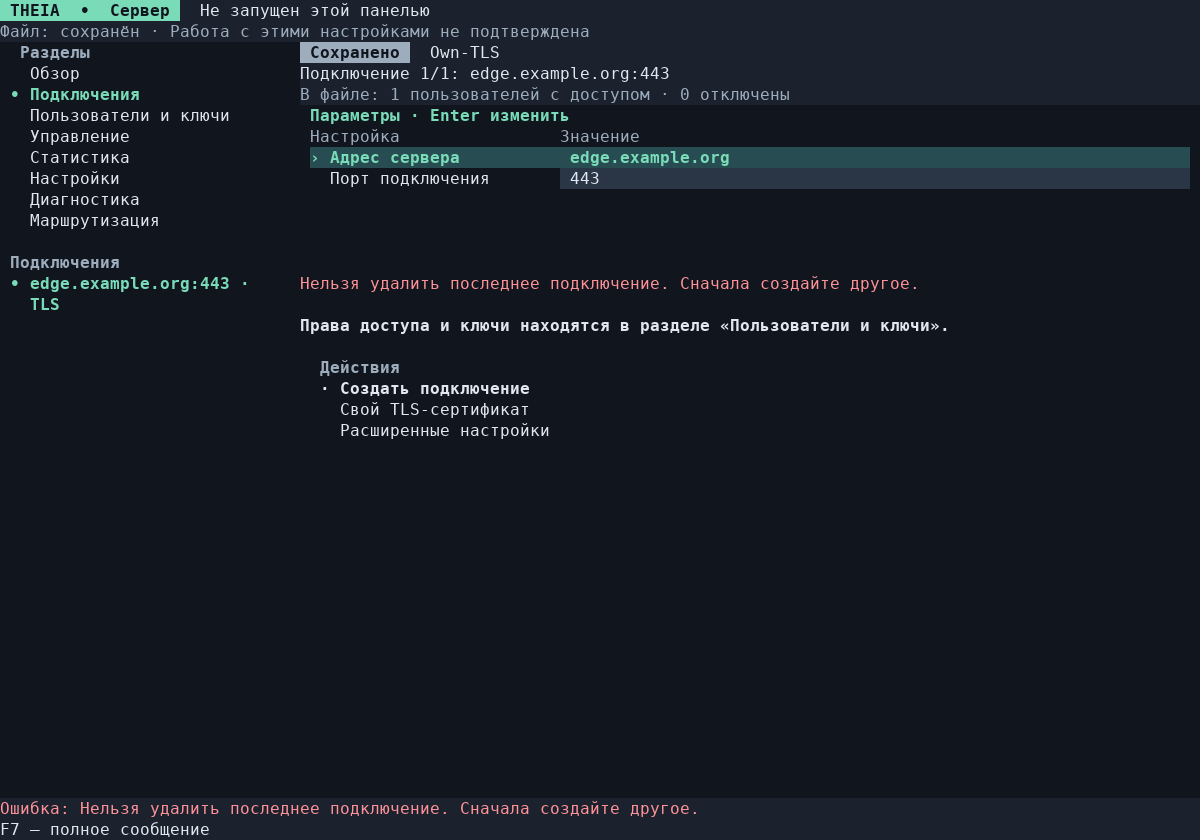 THEIA • Сервер Не запущен этой панелью
Файл: сохранён · Работа с этими настройками не подтверждена
Разделы
Обзор
• Подключения
Пользователи и ключи
Управление
Статистика
Настройки
Диагностика
Маршрутизация
Подключения
• edge.example.org:443 ·
TLS
Сохранено Own-TLS
Подключение 1/1: edge.example.org:443
В файле: 1 пользователей с доступом · 0 отключены
Параметры · Enter изменить
Настройка Значение
› Адрес сервера edge.example.org
Порт подключения 443
Нельзя удалить последнее подключение. Сначала создайте другое.
Права доступа и ключи находятся в разделе «Пользователи и ключи».
Действия
· Создать подключение
Свой TLS-сертификат
Расширенные настройки
Ошибка: Нельзя удалить последнее подключение. Сначала создайте другое.
F7 — полное сообщение